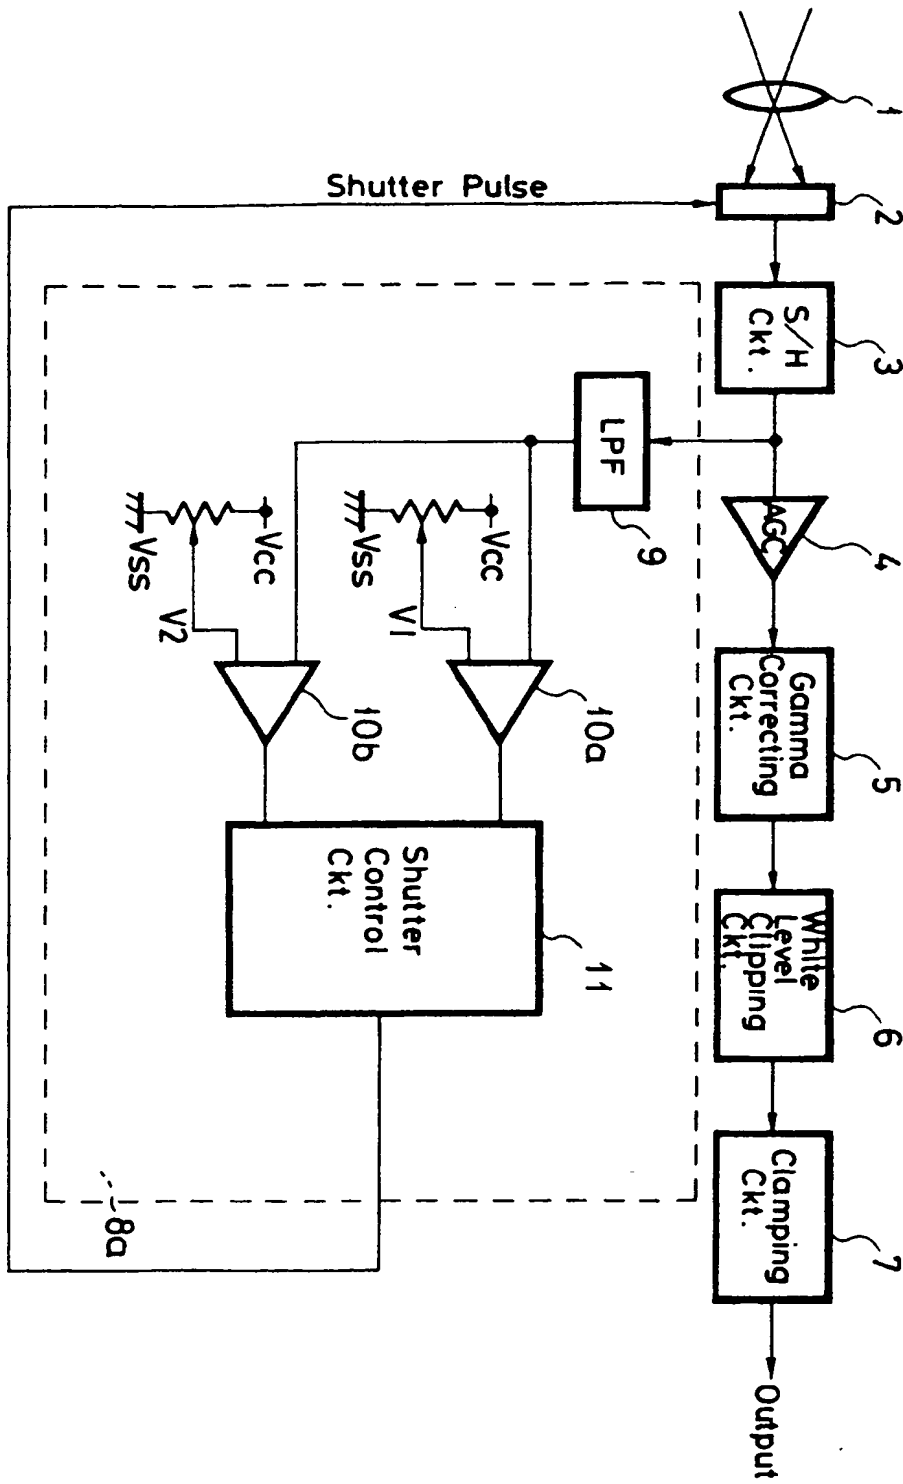 1
2
3
4
5
6
7
S/H
Ckt.
AGC
Gamma
Correcting
Ckt.
White
Level
Clipping
Ckt.
Clamping
Ckt.
Output
Shutter Pulse
LPF
9
Vcc
Vss
V1
10a
Vcc
Vss
V2
10b
Shutter
Control
Ckt.
11
8a